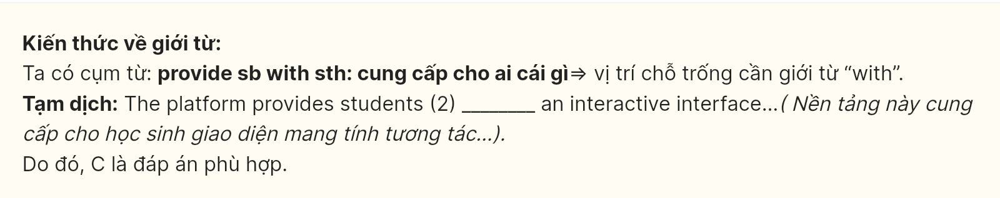 Kiến thức về giới từ:
Ta có cụm từ: provide sb with sth: cung cấp cho ai cái gì⇒ vị trí chỗ trống cần giới từ “with”.
Tạm dịch: The platform provides students (2) ________ an interactive interface...( Nền tảng này cung
cấp cho học sinh giao diện mang tính tương tác...).
Do đó, C là đáp án phù hợp.